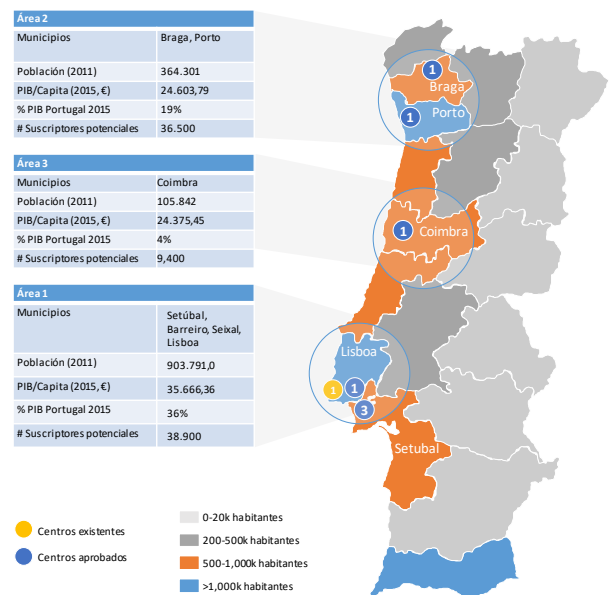 Área 2
Municipios Braga, Porto
Población (2011) 364.301
PIB/Capita (2015, €) 24.603,79
% PIB Portugal 2015 19%
# Suscriptores potenciales 36.500
Área 3
Municipios Coimbra
Población (2011) 105.842
PIB/Capita (2015, €) 24.375,45
% PIB Portugal 2015 4%
# Suscriptores potenciales 9,400
Área 1
Municipios Setúbal,
Barreiro, Seixal,
Lisboa
Población (2011) 903.791,0
PIB/Capita (2015, €) 35.666,36
% PIB Portugal 2015 36%
# Suscriptores potenciales 38.900
1
Braga
1 Porto
1 Coimbra
Lisboa
1 1
3
Setubal
Centros existentes
Centros aprobados
0-20k habitantes
200-500k habitantes
500-1,000k habitantes
>1,000k habitantes